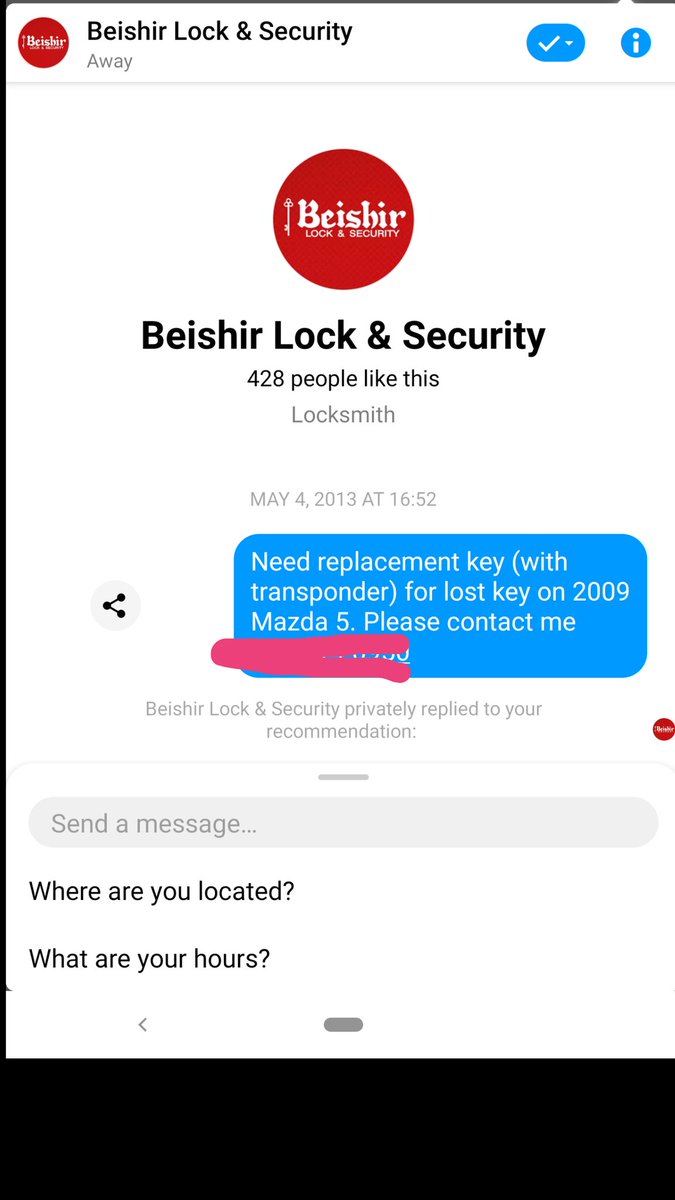 Beishir
LOCK & SECURITY
Beishir Lock & Security
Away
Beishir
LOCK & SECURITY
Beishir Lock & Security
428 people like this
Locksmith
MAY 4, 2013 AT 16:52
Need replacement key (with
transponder) for lost key on 2009
Mazda 5. Please contact me
Beishir Lock & Security privately replied to your
recommendation:
Beishir
Send a message...
Where are you located?
What are your hours?